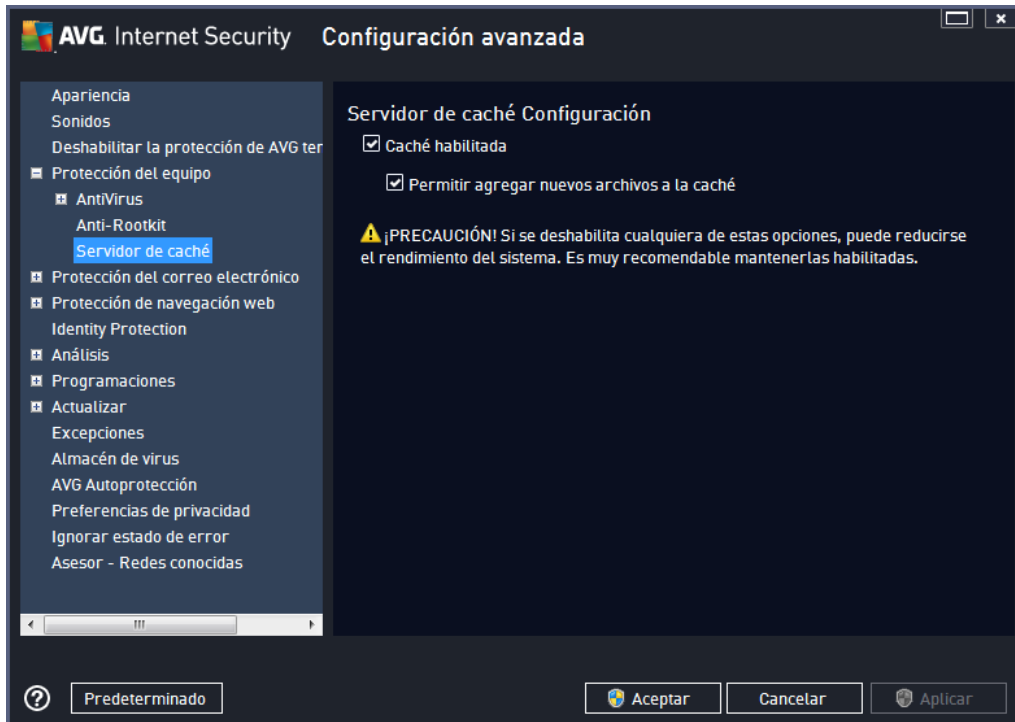 AVG. Internet Security Configuración avanzada
Apariencia
Sonidos
Deshabilitar la protección de AVG ter
Protección del equipo
AntiVirus
Anti-Rootkit
Servidor de caché
Protección del correo electrónico
Protección de navegación web
Identity Protection
Análisis
Programaciones
Actualizar
Excepciones
Almacén de virus
AVG Autoprotección
Preferencias de privacidad
Ignorar estado de error
Asesor - Redes conocidas
Servidor de caché Configuración
Caché habilitada
Permitir agregar nuevos archivos a la caché
¡PRECAUCIÓN! Si se deshabilita cualquiera de estas opciones, puede reducirse
el rendimiento del sistema. Es muy recomendable mantenerlas habilitadas.
Predeterminado
Aceptar
Cancelar
Aplicar